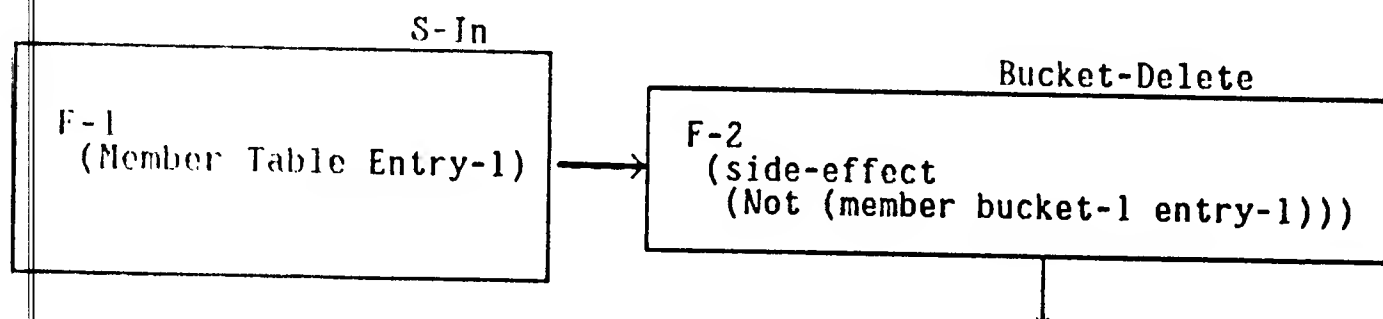 S-In
F-1
(Member Table Entry-1)
Bucket-Delete
F-2
(side-effect
(Not (member bucket-1 entry-1)))